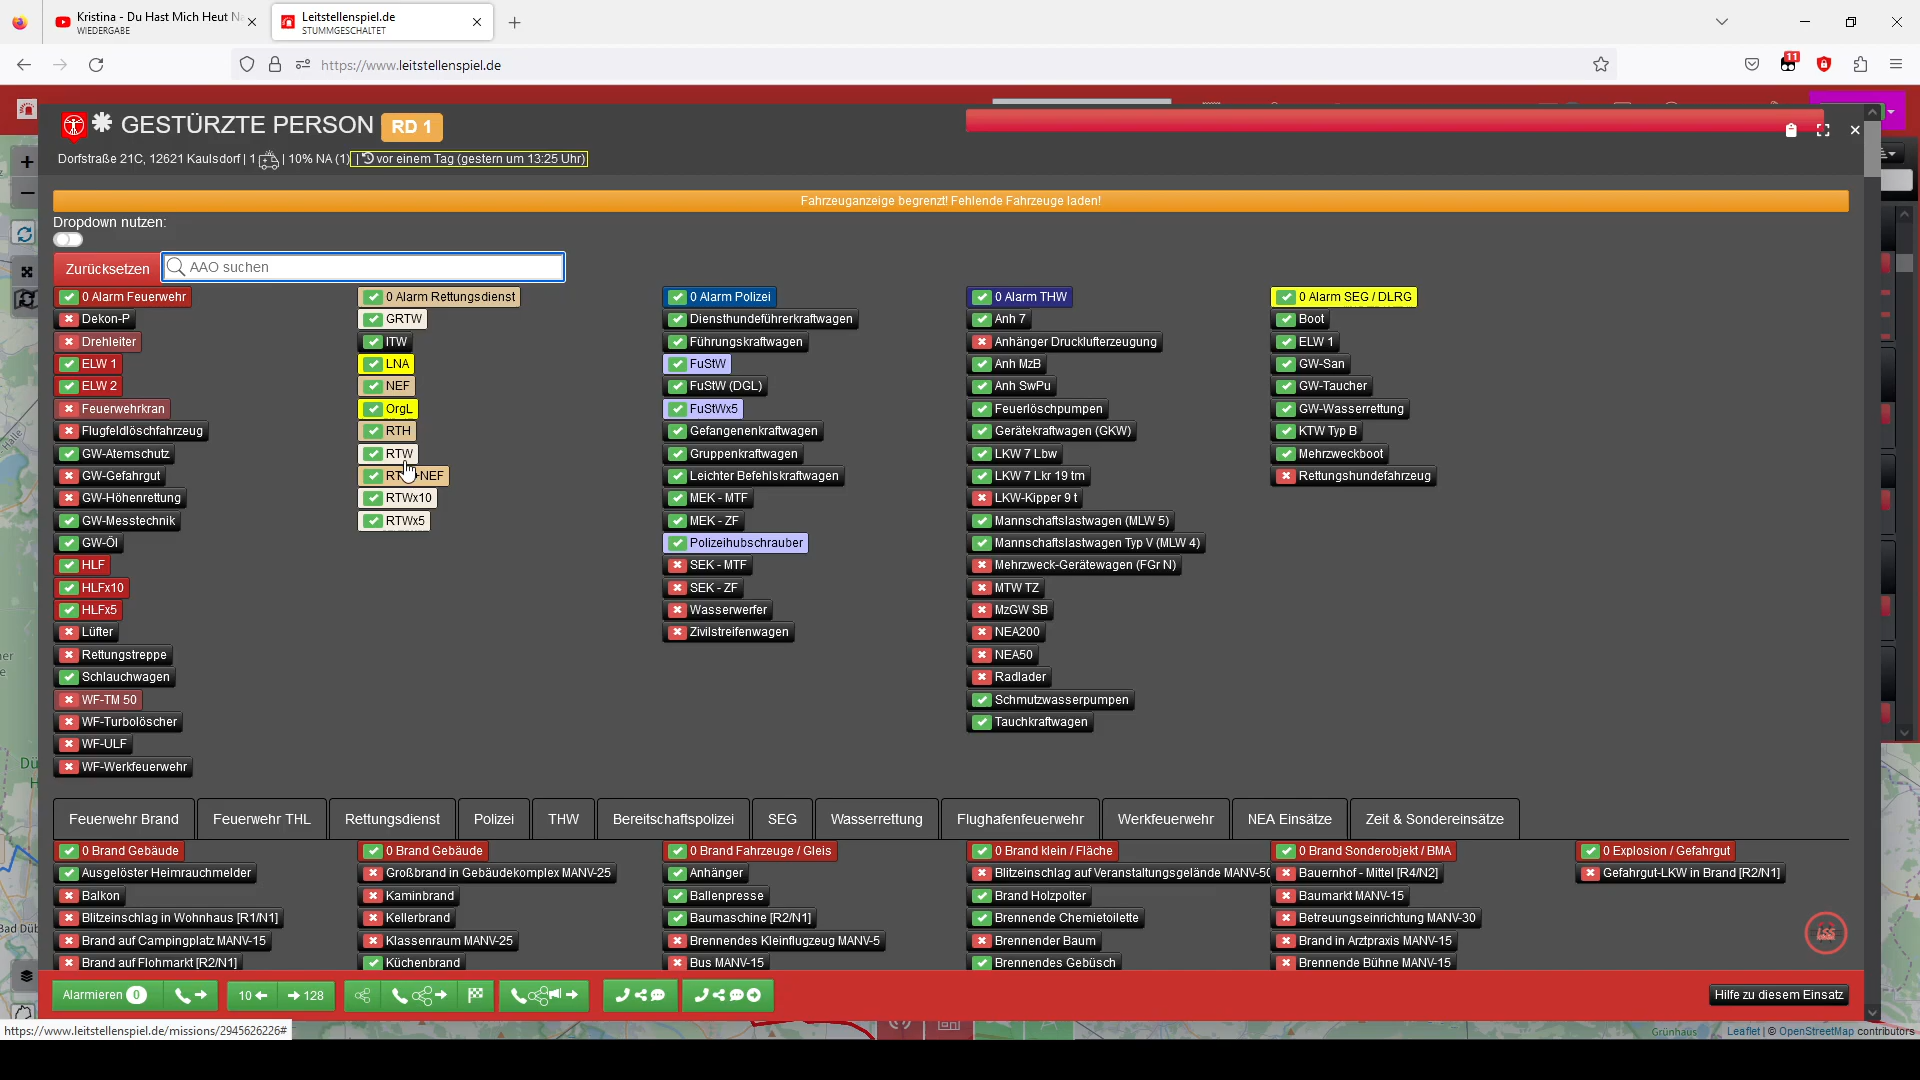 Kristina - Du Hast Mich Heut N
WIEDERGABE
Leitstellenspiel.de
STUMMGESCHALTET
https://www.leitstellenspiel.de
11
GESTÜRZTE PERSON RD 1
Dorfstraße 21C, 12621 Kaulsdorf | 1 | 10% NA (1) | vor einem Tag (gestern um 13:25 Uhr)
Fahrzeuganzeige begrenzt! Fehlende Fahrzeuge laden!
Dropdown nutzen:
Zurücksetzen
AAO suchen
0 Alarm Feuerwehr
Dekon-P
Drehleiter
ELW 1
ELW 2
Feuerwehrkran
Flugfeldlöschfahrzeug
GW-Atemschutz
GW-Gefahrgut
GW-Höhenrettung
GW-Messtechnik
GW-Öl
HLF
HLFx10
HLFx5
Lüfter
Rettungstreppe
Schlauchwagen
WF-TM 50
WF-Turbolöscher
WF-ULF
WF-Werkfeuerwehr
0 Alarm Rettungsdienst
GRTW
ITW
LNA
NEF
OrgL
RTH
RTW
NEF
RTWx10
RTWx5
0 Alarm Polizei
Diensthundeführerkraftwagen
Führungskraftwagen
FuStW
FuStW (DGL)
FuStWx5
Gefangenenkraftwagen
Gruppenkraftwagen
Leichter Befehlskraftwagen
MEK - MTF
MEK - ZF
Polizeihubschrauber
SEK - MTF
SEK - ZF
Wasserwerfer
Zivilstreifenwagen
0 Alarm THW
Anh 7
Anhänger Drucklufterzeugung
Anh MzB
Anh SwPu
Feuerlöschpumpen
Gerätekraftwagen (GKW)
LKW 7 Lbw
LKW 7 Lkr 19 tm
LKW-Kipper 9 t
Mannschaftslastwagen (MLW 5)
Mannschaftslastwagen Typ V (MLW 4)
Mehrzweck-Gerätewagen (FGr N)
MTW TZ
MzGW SB
NEA200
NEA50
Radlader
Schmutzwasserpumpen
Tauchkraftwagen
0 Alarm SEG / DLRG
Boot
ELW 1
GW-San
GW-Taucher
GW-Wasserrettung
KTW Typ B
Mehrzweckboot
Rettungshundefahrzeug
Feuerwehr Brand
Feuerwehr THL
Rettungsdienst
Polizei
THW
Bereitschaftspolizei
SEG
Wasserrettung
Flughafenfeuerwehr
Werkfeuerwehr
NEA Einsätze
Zeit & Sondereinsätze
0 Brand Gebäude
Ausgelöster Heimrauchmelder
Balkon
Blitzeinschlag in Wohnhaus [R1/N1]
Brand auf Campingplatz MANV-15
Brand auf Flohmarkt [R2/N1]
0 Brand Gebäude
Großbrand in Gebäudekomplex MANV-25
Kaminbrand
Kellerbrand
Klassenraum MANV-25
Küchenbrand
0 Brand Fahrzeuge / Gleis
Anhänger
Ballenpresse
Baumaschine [R2/N1]
Brennendes Kleinflugzeug MANV-5
Bus MANV-15
0 Brand klein / Fläche
Blitzeinschlag auf Veranstaltungsgelände MANV-50
Brand Holzpolter
Brennende Chemietoilette
Brennender Baum
Brennendes Gebüsch
0 Brand Sonderobjekt / BMA
Bauernhof - Mittel [R4/N2]
Baumarkt MANV-15
Betreuungseinrichtung MANV-30
Brand in Arztpraxis MANV-15
Brennende Bühne MANV-15
0 Explosion / Gefahrgut
Gefahrgut-LKW in Brand [R2/N1]
LSS
Alarmieren 0
10
128
Hilfe zu diesem Einsatz
https://www.leitstellenspiel.de/missions/2945626226#
Grünhaus
Leaflet | © OpenStreetMap contributors
Bad Düb